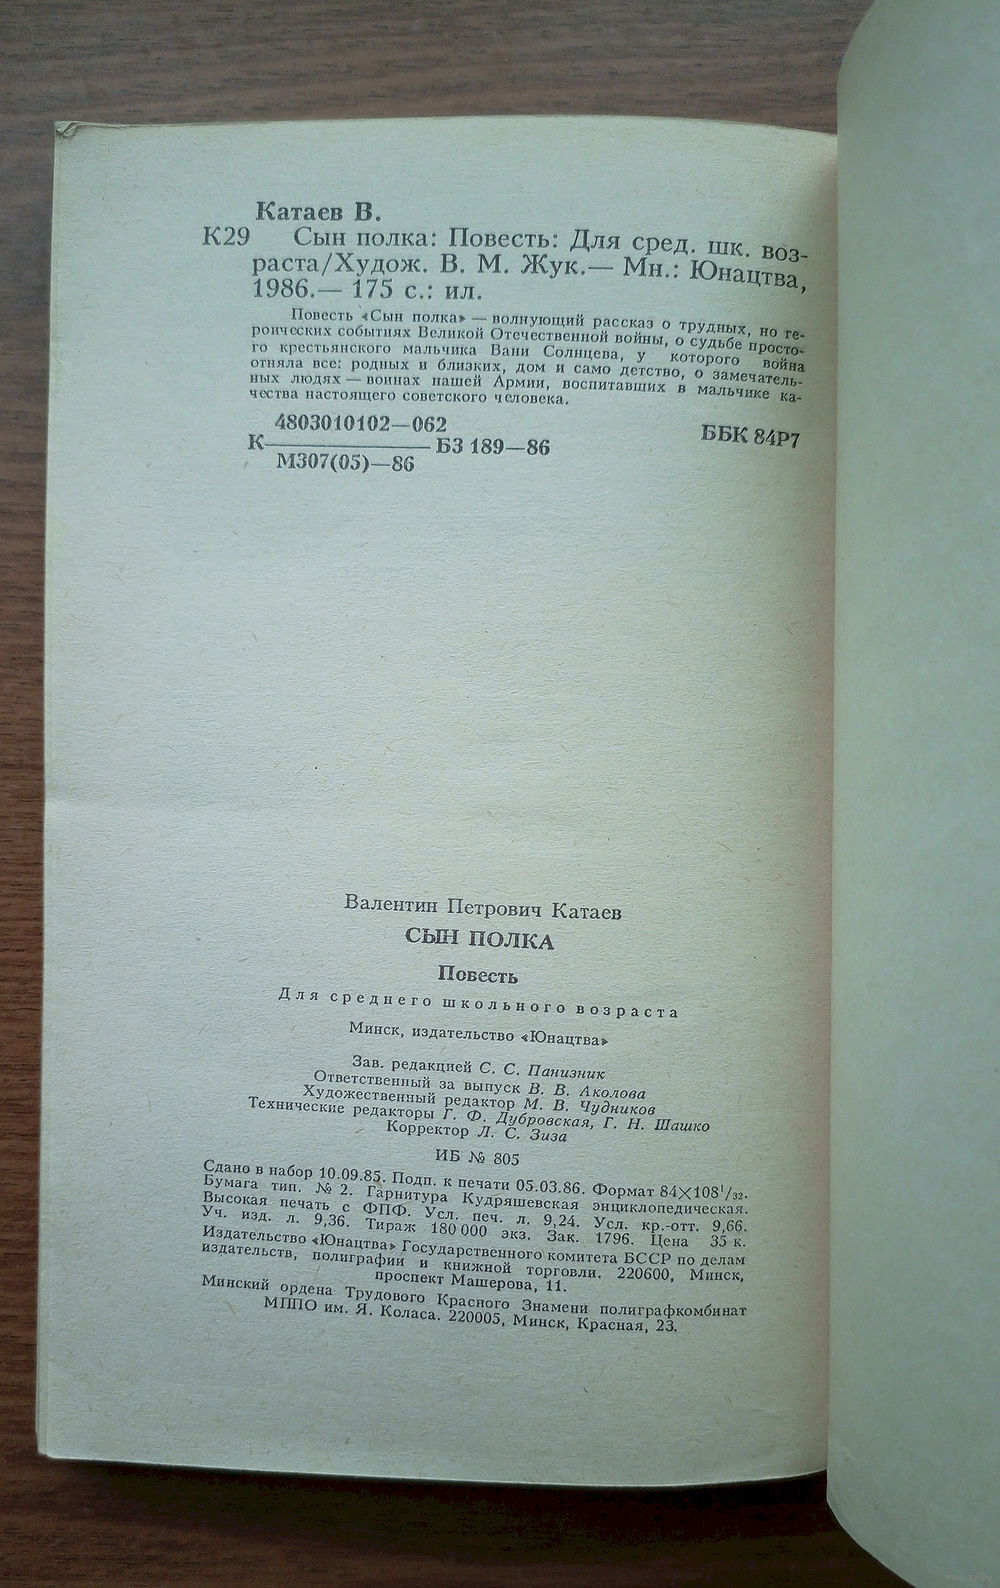 Катаев В.
К29 Сын полка: Повесть: Для сред. шк. воз-
раста/Худож. В. М. Жук.— Мн.: Юнацтва,
1986.— 175 с.: ил.
Повесть «Сын полка» — волнующий рассказ о трудных, но ге-
роических событиях Великой Отечественной войны, о судьбе просто-
го крестьянского мальчика Вани Солнцева, у которого война
отняла все: родных и близких, дом и само детство, о замечатель-
ных людях — воинах нашей Армии, воспитавших в мальчике ка-
чества настоящего советского человека.
4803010102—062
К БЗ 189—86 ББК 84Р7
М307(05)—86
Валентин Петрович Катаев
СЫН ПОЛКА
Повесть
Для среднего школьного возраста
Минск, издательство «Юнацтва»
Зав. редакцией С. С. Панизник
Ответственный за выпуск В. В. Аколова
Художественный редактор М. В. Чудников
Технические редакторы Г. Ф. Дубровская, Г. Н. Шашко
Корректор Л. С. Зиза
ИБ № 805
Сдано в набор 10.09.85. Подп. к печати 05.03.86. Формат 84×108¹/₃₂.
Бумага тип. № 2. Гарнитура Кудряшевская энциклопедическая.
Высокая печать с ФПФ. Усл. печ. л. 9,24. Усл. кр.-отт. 9,66.
Уч. изд. л. 9,36. Тираж 180 000 экз. Зак. 1796. Цена 35 к.
Издательство «Юнацтва» Государственного комитета БССР по делам
издательств, полиграфии и книжной торговли. 220600, Минск,
проспект Машерова, 11.
Минский ордена Трудового Красного Знамени полиграфкомбинат
МППО им. Я. Коласа. 220005, Минск, Красная, 23.